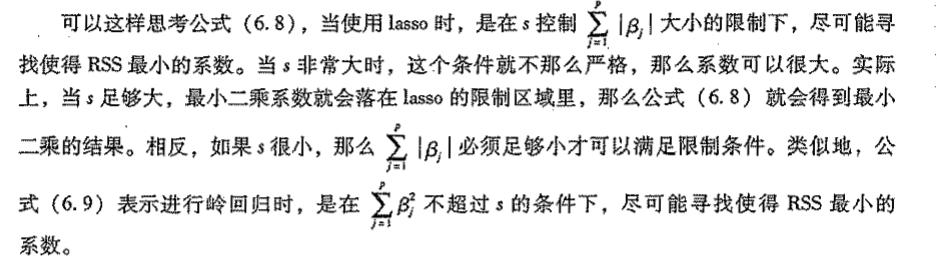 可以这样思考公式（6.8），当使用 lasso 时，是在 s 控制 $\sum_{j=1}^{p}|\beta_j|$ 大小的限制下，尽可能寻
找使得 RSS 最小的系数。当 s 非常大时，这个条件就不那么严格，那么系数可以很大。实际
上，当 s 足够大，最小二乘系数就会落在 lasso 的限制区域里，那么公式（6.8）就会得到最小
二乘的结果。相反，如果 s 很小，那么 $\sum_{j=1}^{p}|\beta_j|$ 必须足够小才可以满足限制条件。类似地，公
式（6.9）表示进行岭回归时，是在 $\sum_{j=1}^{p}\beta_j^2$ 不超过 s 的条件下，尽可能寻找使得 RSS 最小的
系数。